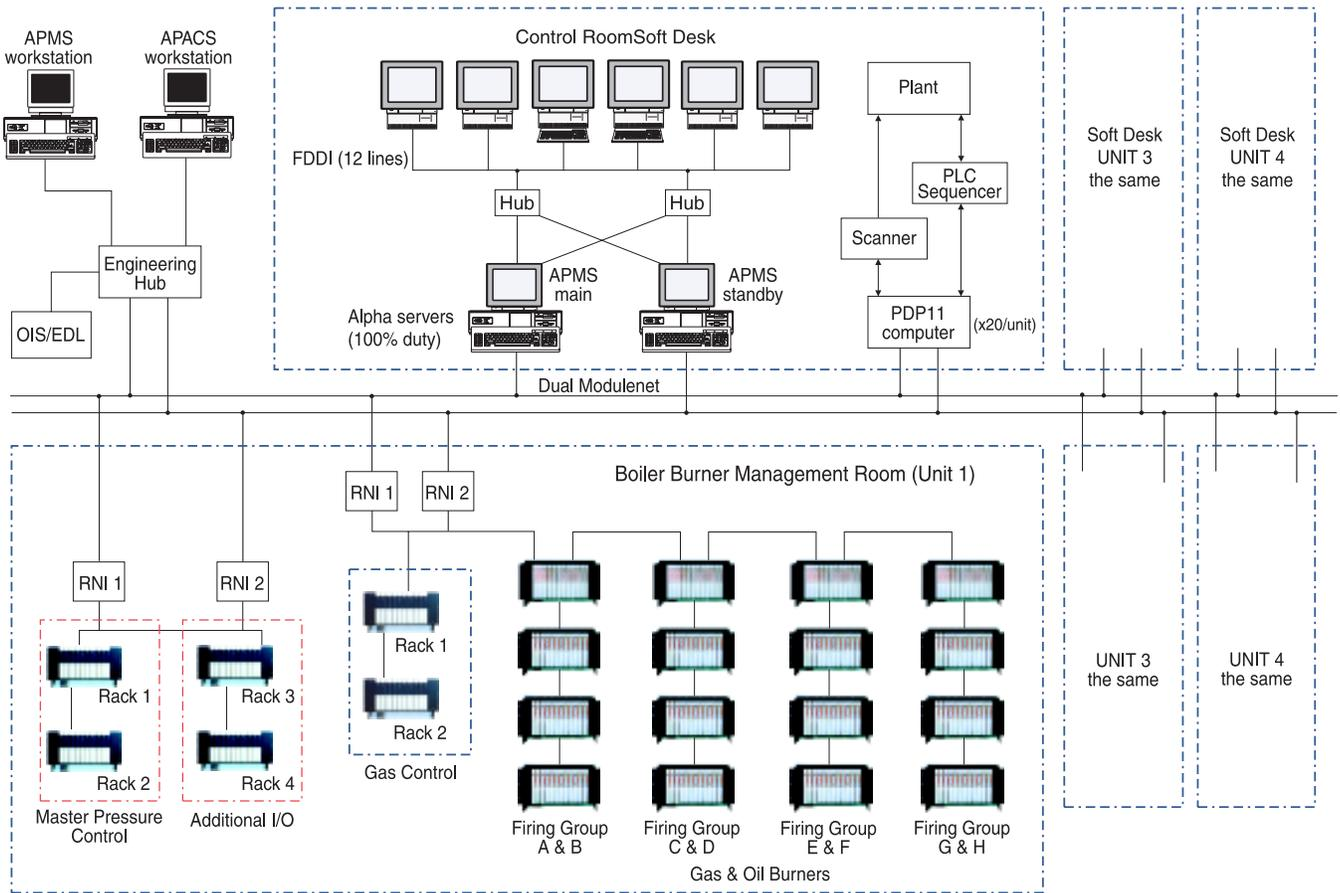 APMS
workstation
APACS
workstation
Control RoomSoft Desk
FDDI (12 lines)
Hub
Hub
Plant
PLC
Sequencer
Scanner
PDP11
computer
(x20/unit)
APMS
main
APMS
standby
Alpha servers
(100% duty)
Engineering
Hub
OIS/EDL
Soft Desk
UNIT 3
the same
Soft Desk
UNIT 4
the same
Dual Modulenet
Boiler Burner Management Room (Unit 1)
RNI 1
RNI 2
RNI 1
RNI 2
Rack 1
Rack 2
Master Pressure
Control
Rack 3
Rack 4
Additional I/O
Rack 1
Rack 2
Gas Control
Firing Group
A & B
Firing Group
C & D
Firing Group
E & F
Firing Group
G & H
Gas & Oil Burners
UNIT 3
the same
UNIT 4
the same